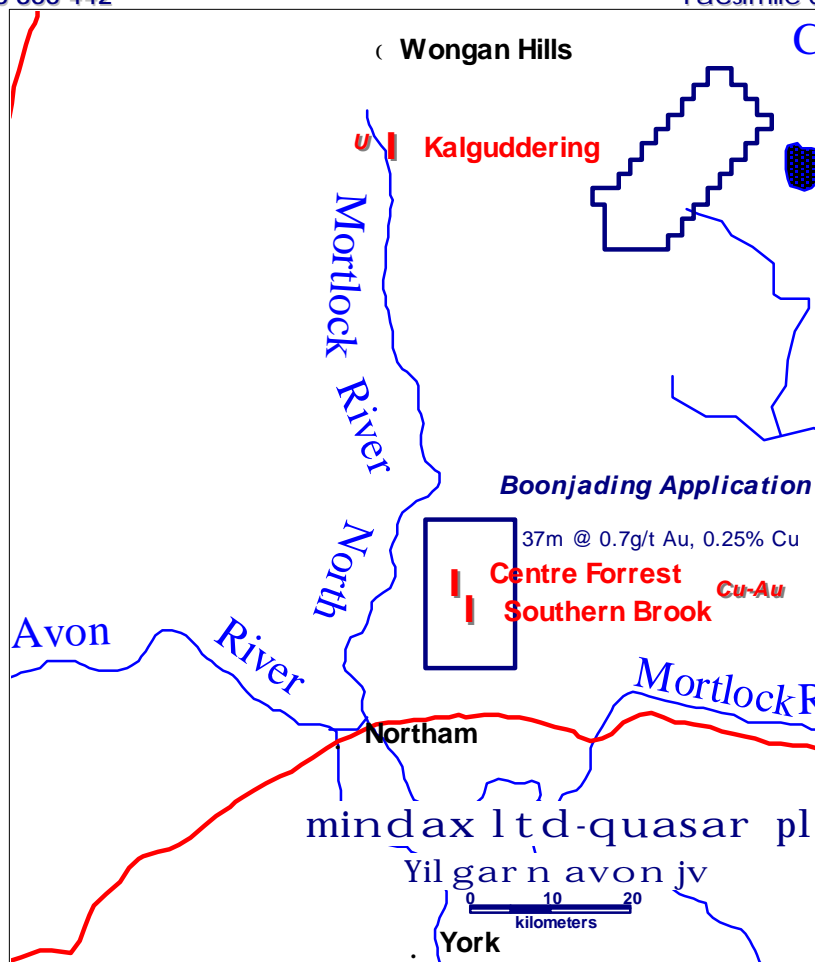 Wongan Hills
U
Kalguddering
Mortlock River North
Boonjading Application
37m @ 0.7g/t Au, 0.25% Cu
Centre Forrest
Cu-Au
Southern Brook
Avon River
Mortlock R
Northam
mindax ltd-quasar pl
Yilgarn avon jv
0 10 20
kilometers
York